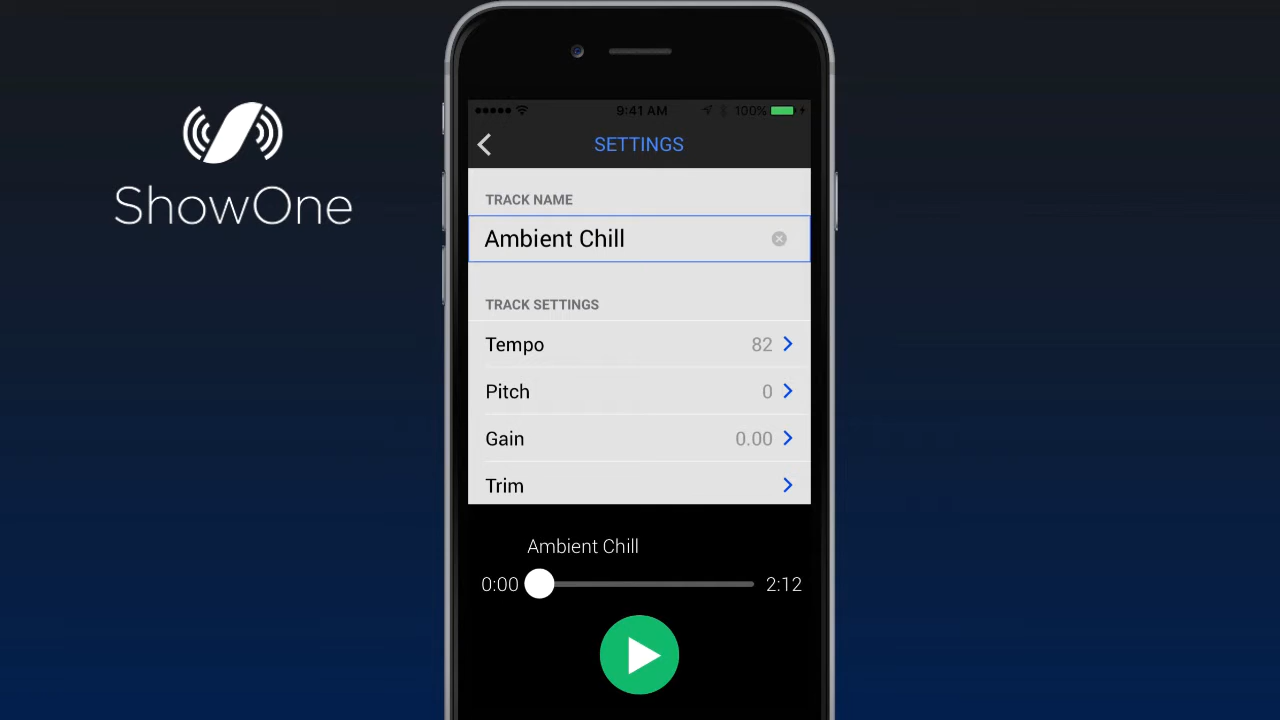 ShowOne
9:41 AM 100%
SETTINGS
TRACK NAME
Ambient Chill
TRACK SETTINGS
Tempo 82
Pitch 0
Gain 0.00
Trim
Ambient Chill
0:00 2:12